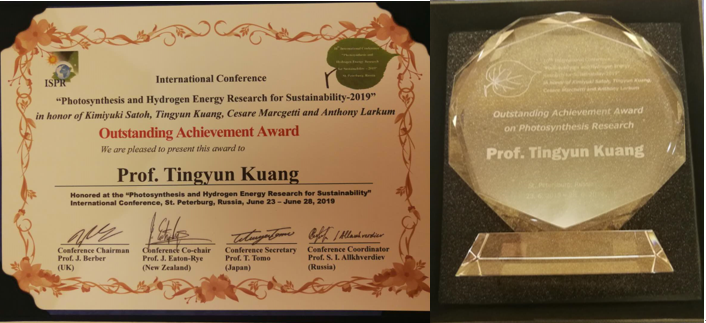 ISPR
International Conference
"Photosynthesis and Hydrogen Energy Research for Sustainability-2019"
in honor of Kimiyuki Satoh, Tingyun Kuang, Cesare Marcgetti and Anthony Larkum
Outstanding Achievement Award
We are pleased to present this award to
Prof. Tingyun Kuang
Honored at the "Photosynthesis and Hydrogen Energy Research for Sustainability"
International Conference, St. Peterburg, Russia, June 23 – June 28, 2019
Conference Chairman
Prof. J. Berber
(UK)
Conference Co-chair
Prof. J. Eaton-Rye
(New Zealand)
Conference Secretary
Prof. T. Tomo
(Japan)
Conference Coordinator
Prof. S. I. Allkhverdiev
(Russia)
Outstanding Achievement Award
on Photosynthesis Research
Prof. Tingyun Kuang